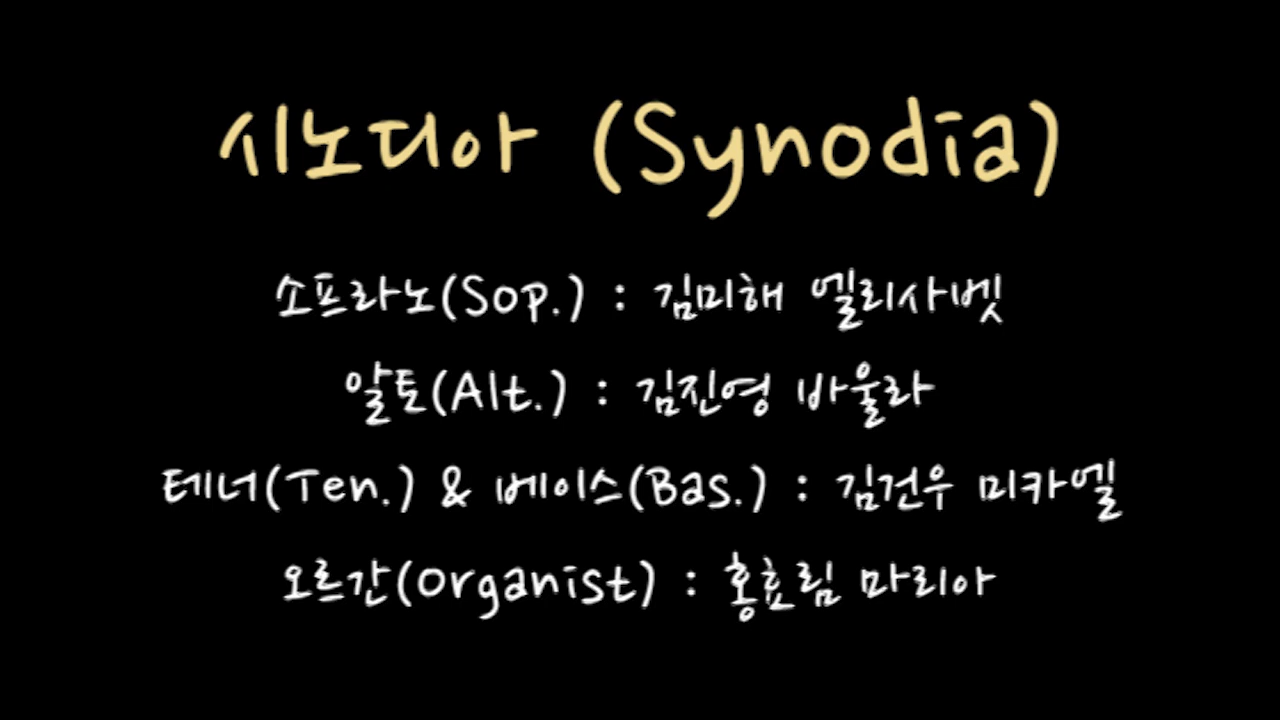 시노디아 (Synodia)
소프라노(Sop.) : 김미해 엘리사벳
알토(Alt.) : 김진영 바울라
테너(Ten.) & 베이스(Bas.) : 김건우 미카엘
오르간(Organist) : 홍효림 마리아